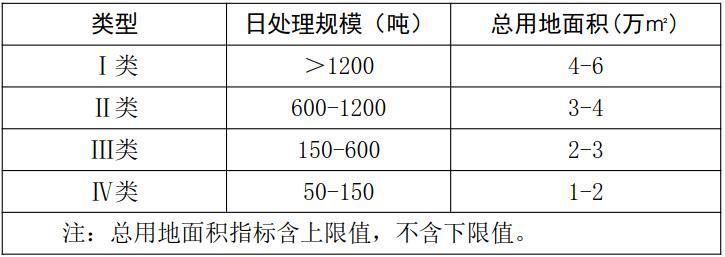 类型 日处理规模（吨） 总用地面积(万㎡)
Ⅰ类 ＞1200 4-6
Ⅱ类 600-1200 3-4
Ⅲ类 150-600 2-3
Ⅳ类 50-150 1-2
注：总用地面积指标含上限值，不含下限值。